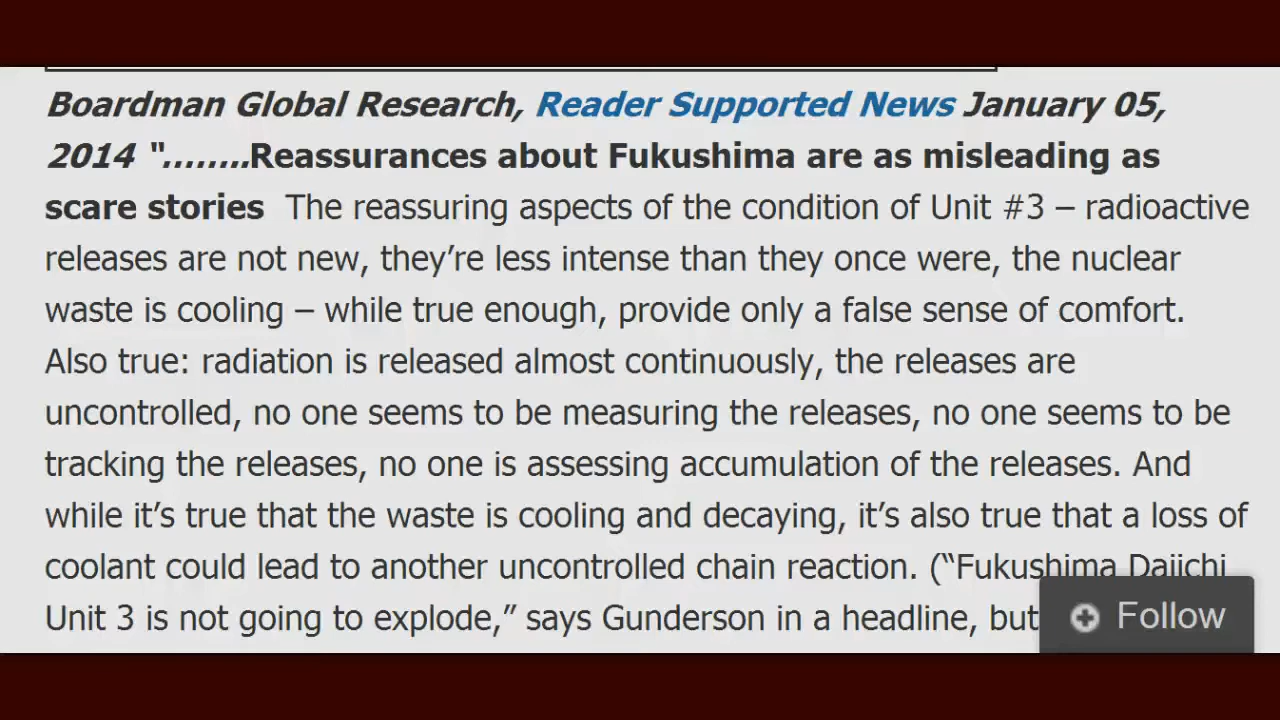 Boardman Global Research, Reader Supported News January 05,
2014 “……..Reassurances about Fukushima are as misleading as
scare stories  The reassuring aspects of the condition of Unit #3 – radioactive
releases are not new, they’re less intense than they once were, the nuclear
waste is cooling – while true enough, provide only a false sense of comfort.
Also true: radiation is released almost continuously, the releases are
uncontrolled, no one seems to be measuring the releases, no one seems to be
tracking the releases, no one is assessing accumulation of the releases. And
while it’s true that the waste is cooling and decaying, it’s also true that a loss of
coolant could lead to another uncontrolled chain reaction. (“Fukushima Daiichi
Unit 3 is not going to explode,” says Gunderson in a headline, but
Follow